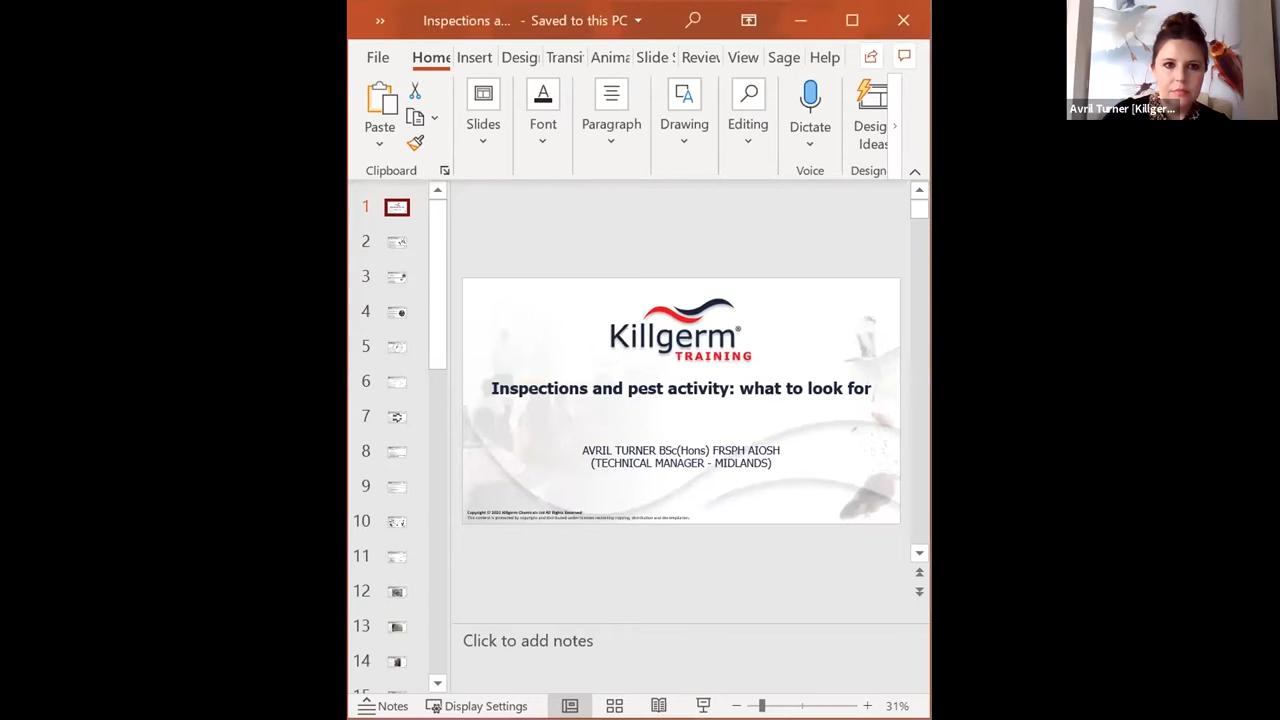 Inspections a... - Saved to this PC
File Home Insert Desig Transi Anima Slide S Review View Sage Help
Paste
Slides
Font
Paragraph
Drawing
Editing
Dictate
Design
Ideas
Clipboard
Voice
Design
Avril Turner [Killger...
1
2
3
4
5
6
7
8
9
10
11
12
13
14
Killgerm®
TRAINING
Inspections and pest activity: what to look for
AVRIL TURNER BSc(Hons) FRSPH AIOSH
(TECHNICAL MANAGER - MIDLANDS)
Click to add notes
Notes Display Settings 31%